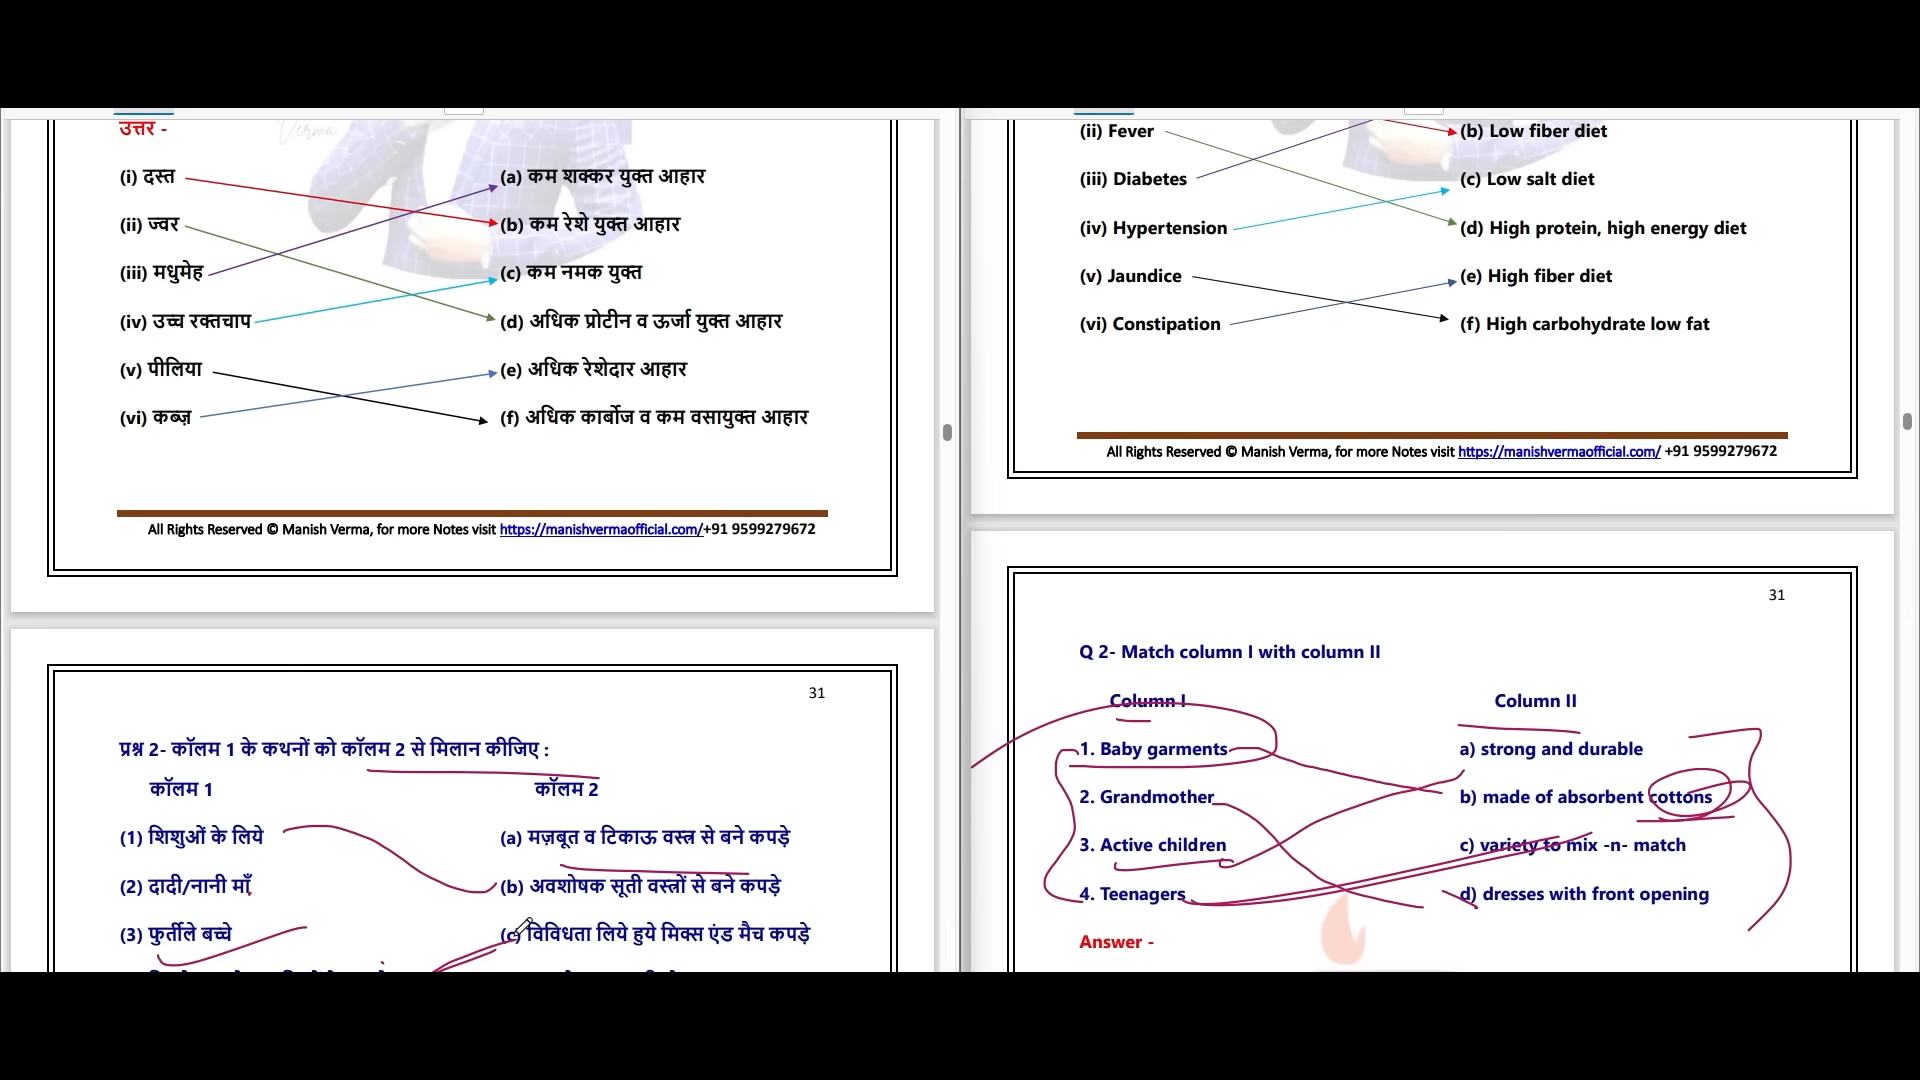 उत्तर -
Verma
(i) दस्त
(a) कम शक्कर युक्त आहार
(ii) ज्वर
(b) कम रेशे युक्त आहार
(iii) मधुमेह
(c) कम नमक युक्त
(iv) उच्च रक्तचाप
(d) अधिक प्रोटीन व ऊर्जा युक्त आहार
(v) पीलिया
(e) अधिक रेशेदार आहार
(vi) कब्ज़
(f) अधिक कार्बोज व कम वसायुक्त आहार
All Rights Reserved © Manish Verma, for more Notes visit https://manishvermaofficial.com/+91 9599279672
31
प्रश्न 2- कॉलम 1 के कथनों को कॉलम 2 से मिलान कीजिए :
कॉलम 1
कॉलम 2
(1) शिशुओं के लिये
(a) मज़बूत व टिकाऊ वस्त्र से बने कपड़े
(2) दादी/नानी माँ
(b) अवशोषक सूती वस्त्रों से बने कपड़े
(3) फुर्तीले बच्चे
(c) विविधता लिये हुये मिक्स एंड मैच कपड़े
(ii) Fever
(b) Low fiber diet
(iii) Diabetes
(c) Low salt diet
(iv) Hypertension
(d) High protein, high energy diet
(v) Jaundice
(e) High fiber diet
(vi) Constipation
(f) High carbohydrate low fat
All Rights Reserved © Manish Verma, for more Notes visit https://manishvermaofficial.com/ +91 9599279672
31
Q 2- Match column I with column II
Column I
Column II
1. Baby garments
a) strong and durable
2. Grandmother
b) made of absorbent cottons
3. Active children
c) variety to mix -n- match
4. Teenagers
d) dresses with front opening
Answer -